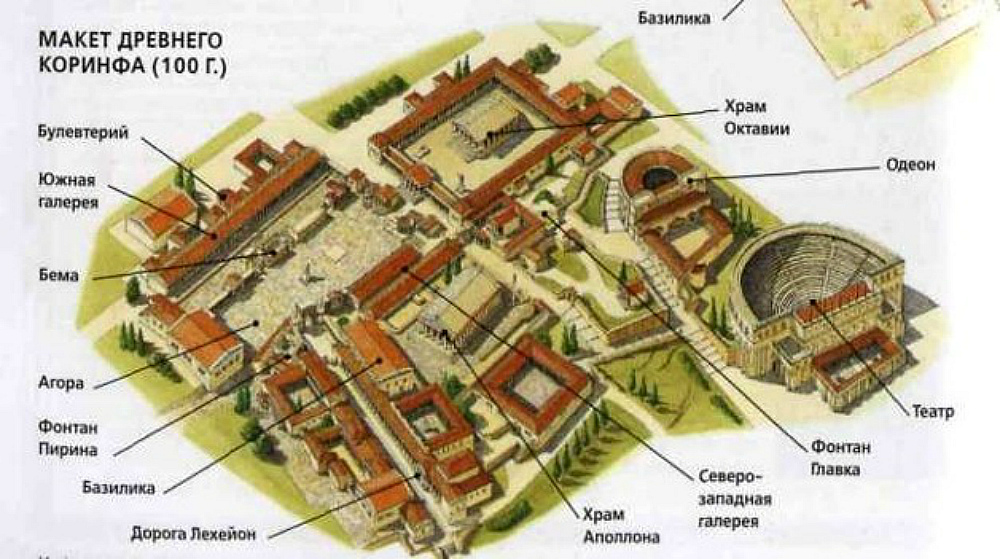 Базилика
МАКЕТ ДРЕВНЕГО
КОРИНФА (100 Г.)
Булевтерий
Южная
галерея
Бема
Агора
Фонтан
Пирина
Базилика
Дорога Лехейон
Храм
Октавии
Одеон
Театр
Фонтан
Главка
Северо-
западная
галерея
Храм
Аполлона